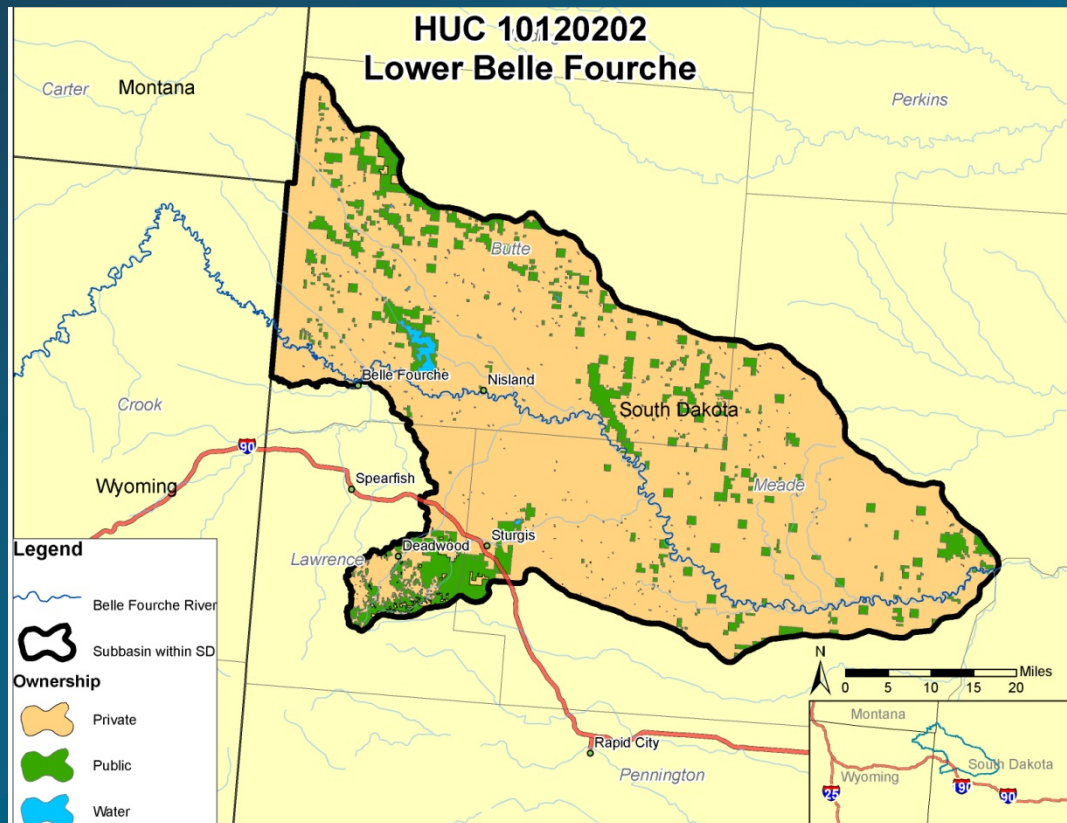 HUC 10120202
Lower Belle Fourche
Carter
Montana
Perkins
Butte
Belle Fourche
Nisland
South Dakota
Crook
90
Wyoming
Spearfish
Meade
Sturgis
Deadwood
Lawrence
Legend
Belle Fourche River
Subbasin within SD
Ownership
Private
Public
Water
N
Miles
0 5 10 15 20
Rapid City
Pennington
Montana
South Dakota
Wyoming
25
190
90